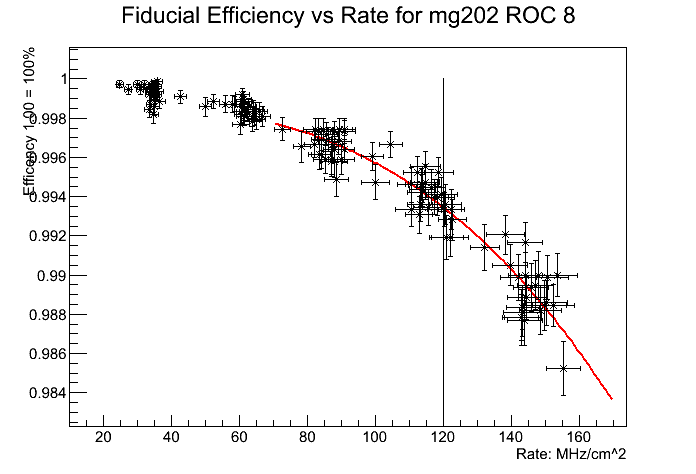 Fiducial Efficiency vs Rate for mg202 ROC 8
Efficency 1.00 = 100%
1
0.998
0.996
0.994
0.992
0.99
0.988
0.986
0.984
20 40 60 80 100 120 140 160
Rate: MHz/cm^2